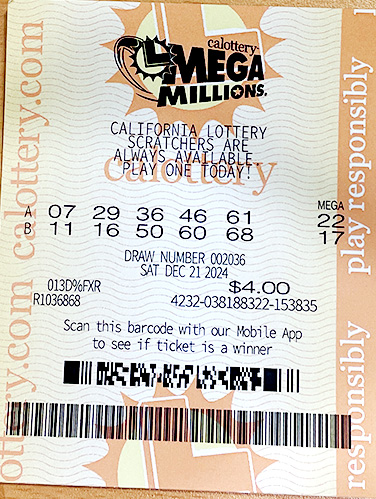 calottery
MEGA
MILLIONS.
CALIFORNIA LOTTERY
SCRATCHERS ARE
ALWAYS AVAILABLE.
PLAY ONE TODAY!
calottery
MEGA
A 07 29 36 46 61 22
B 11 16 50 60 68 17
DRAW NUMBER 002036
SAT DEC 21 2024
013D%FXR $4.00
R1036868 4232-038188322-153835
Scan this barcode with our Mobile App
to see if ticket is a winner
calottery.com
ottery.com
play responsibly
responsibly